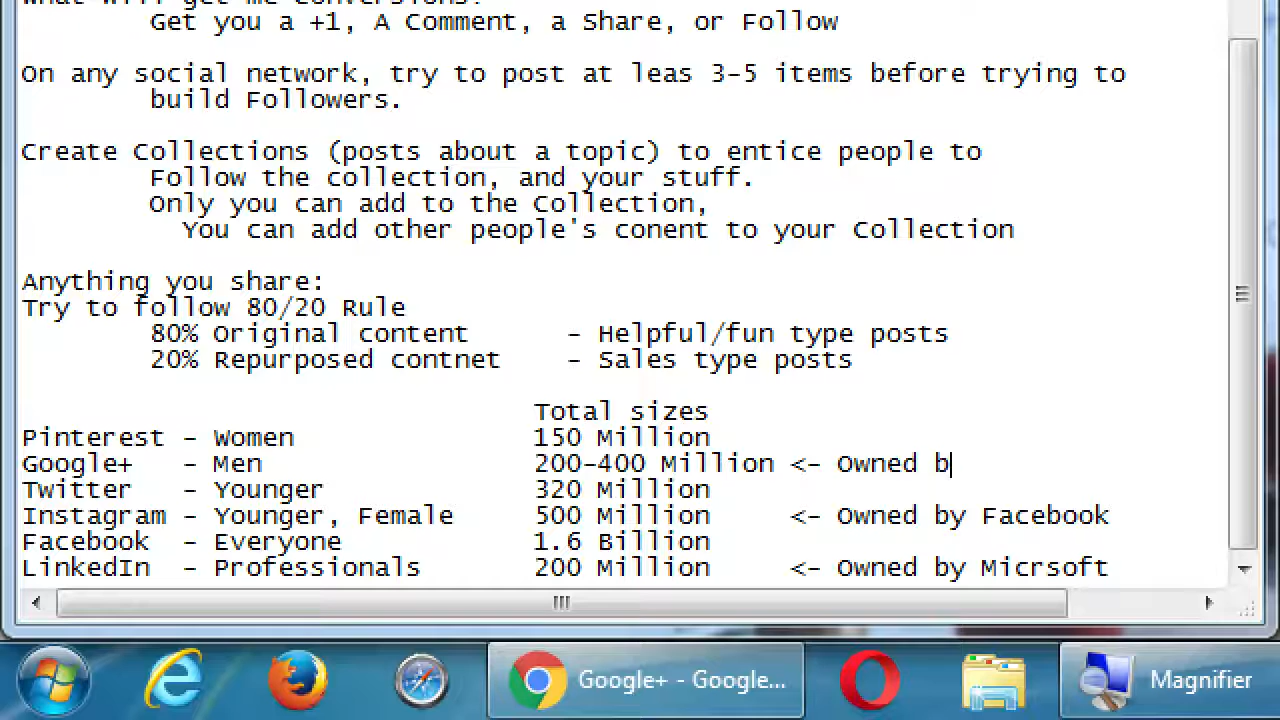 What will get me conversions?
Get you a +1, A Comment, a Share, or Follow
On any social network, try to post at leas 3-5 items before trying to
build Followers.
Create Collections (posts about a topic) to entice people to
Follow the collection, and your stuff.
Only you can add to the Collection,
You can add other people's conent to your Collection
Anything you share:
Try to follow 80/20 Rule
80% Original content - Helpful/fun type posts
20% Repurposed contnet - Sales type posts
Total sizes
Pinterest - Women 150 Million
Google+ - Men 200-400 Million <- Owned b
Twitter - Younger 320 Million
Instagram - Younger, Female 500 Million <- Owned by Facebook
Facebook - Everyone 1.6 Billion
LinkedIn - Professionals 200 Million <- Owned by Micrsoft
Google+ - Google... Magnifier